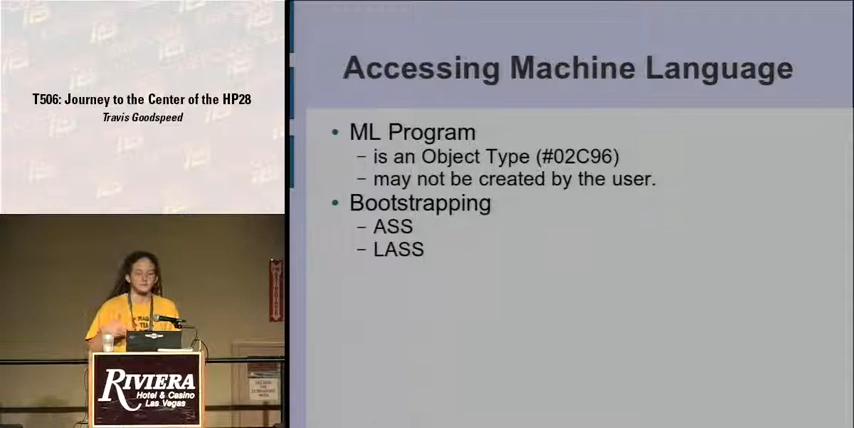 T506: Journey to the Center of the HP28
Travis Goodspeed
Accessing Machine Language
• ML Program
– is an Object Type (#02C96)
– may not be created by the user.
• Bootstrapping
– ASS
– LASS
RIVIERA
Hotel & Casino
Las Vegas